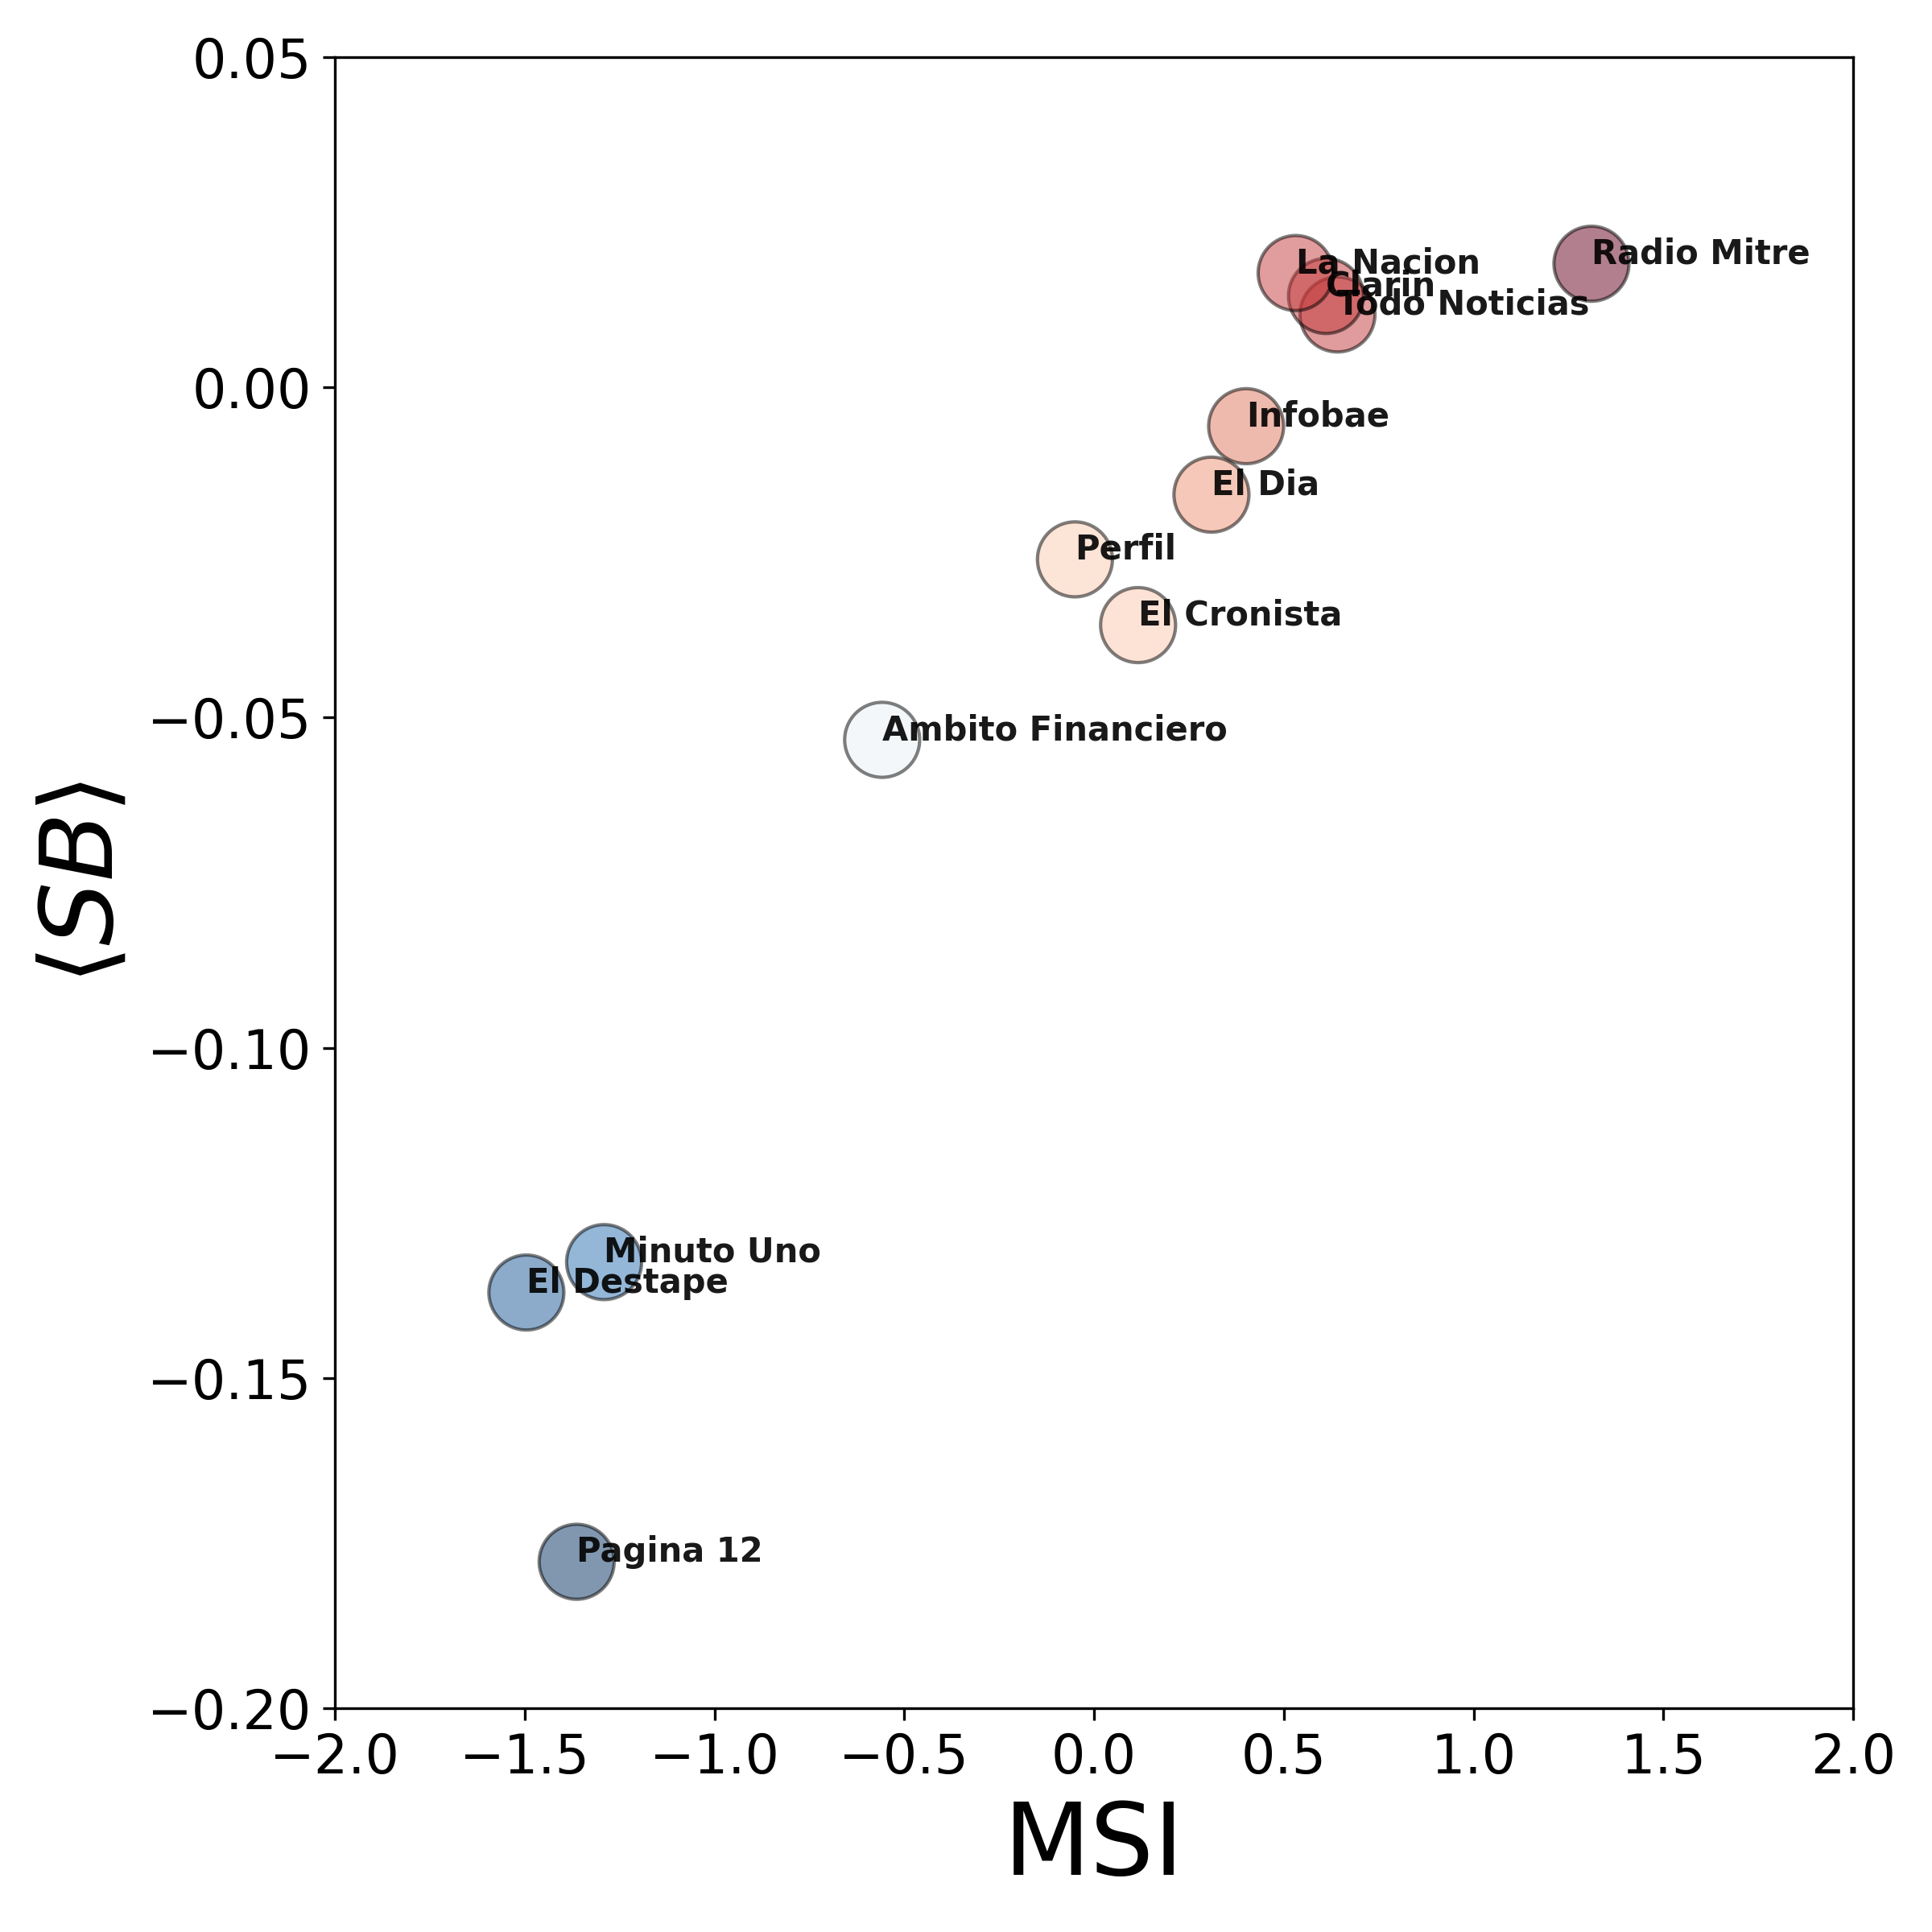 0.05
0.00
−0.05
−0.10
−0.15
−0.20
⟨SB⟩
Radio Mitre
La Nacion
Clarin
Todo Noticias
Infobae
El Dia
Perfil
El Cronista
Ambito Financiero
Minuto Uno
El Destape
Pagina 12
−2.0 −1.5 −1.0 −0.5 0.0 0.5 1.0 1.5 2.0
MSI